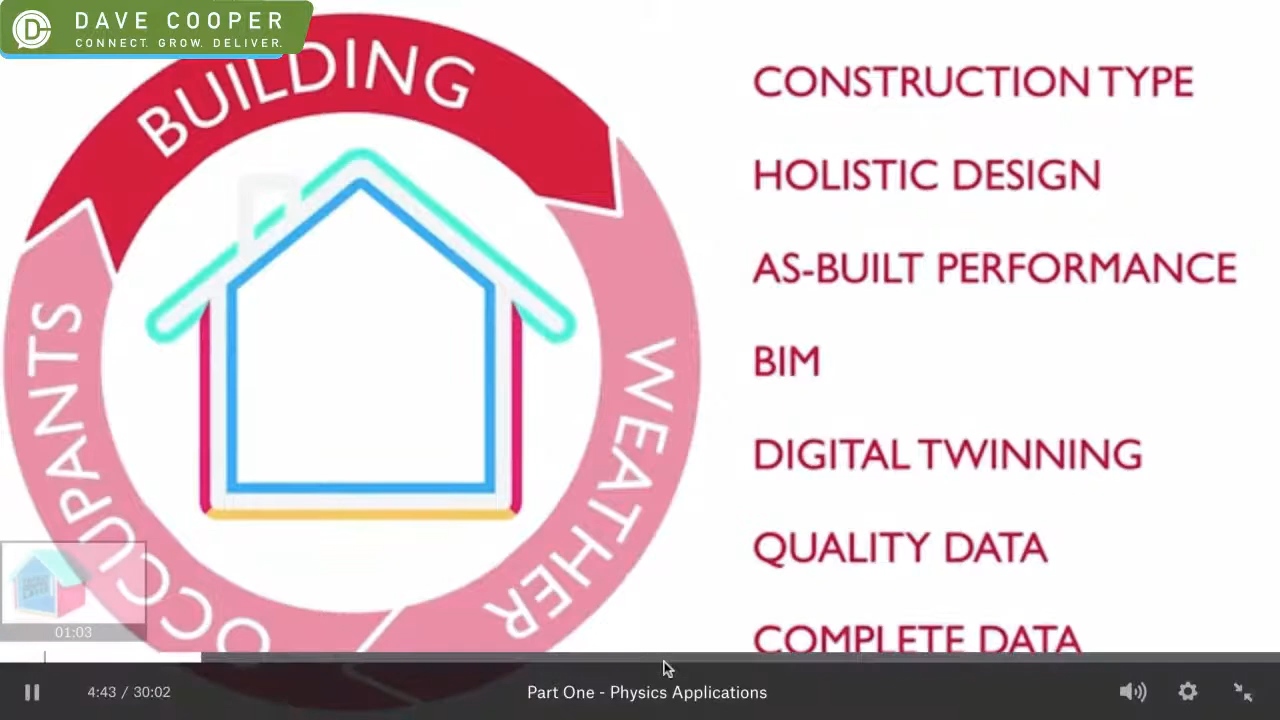 DAVE COOPER
CONNECT. GROW. DELIVER.
BUILDING
WEATHER
OCCUPANTS
CONSTRUCTION TYPE
HOLISTIC DESIGN
AS-BUILT PERFORMANCE
BIM
DIGITAL TWINNING
QUALITY DATA
COMPLETE DATA
01:03
4:43 / 30:02
Part One - Physics Applications